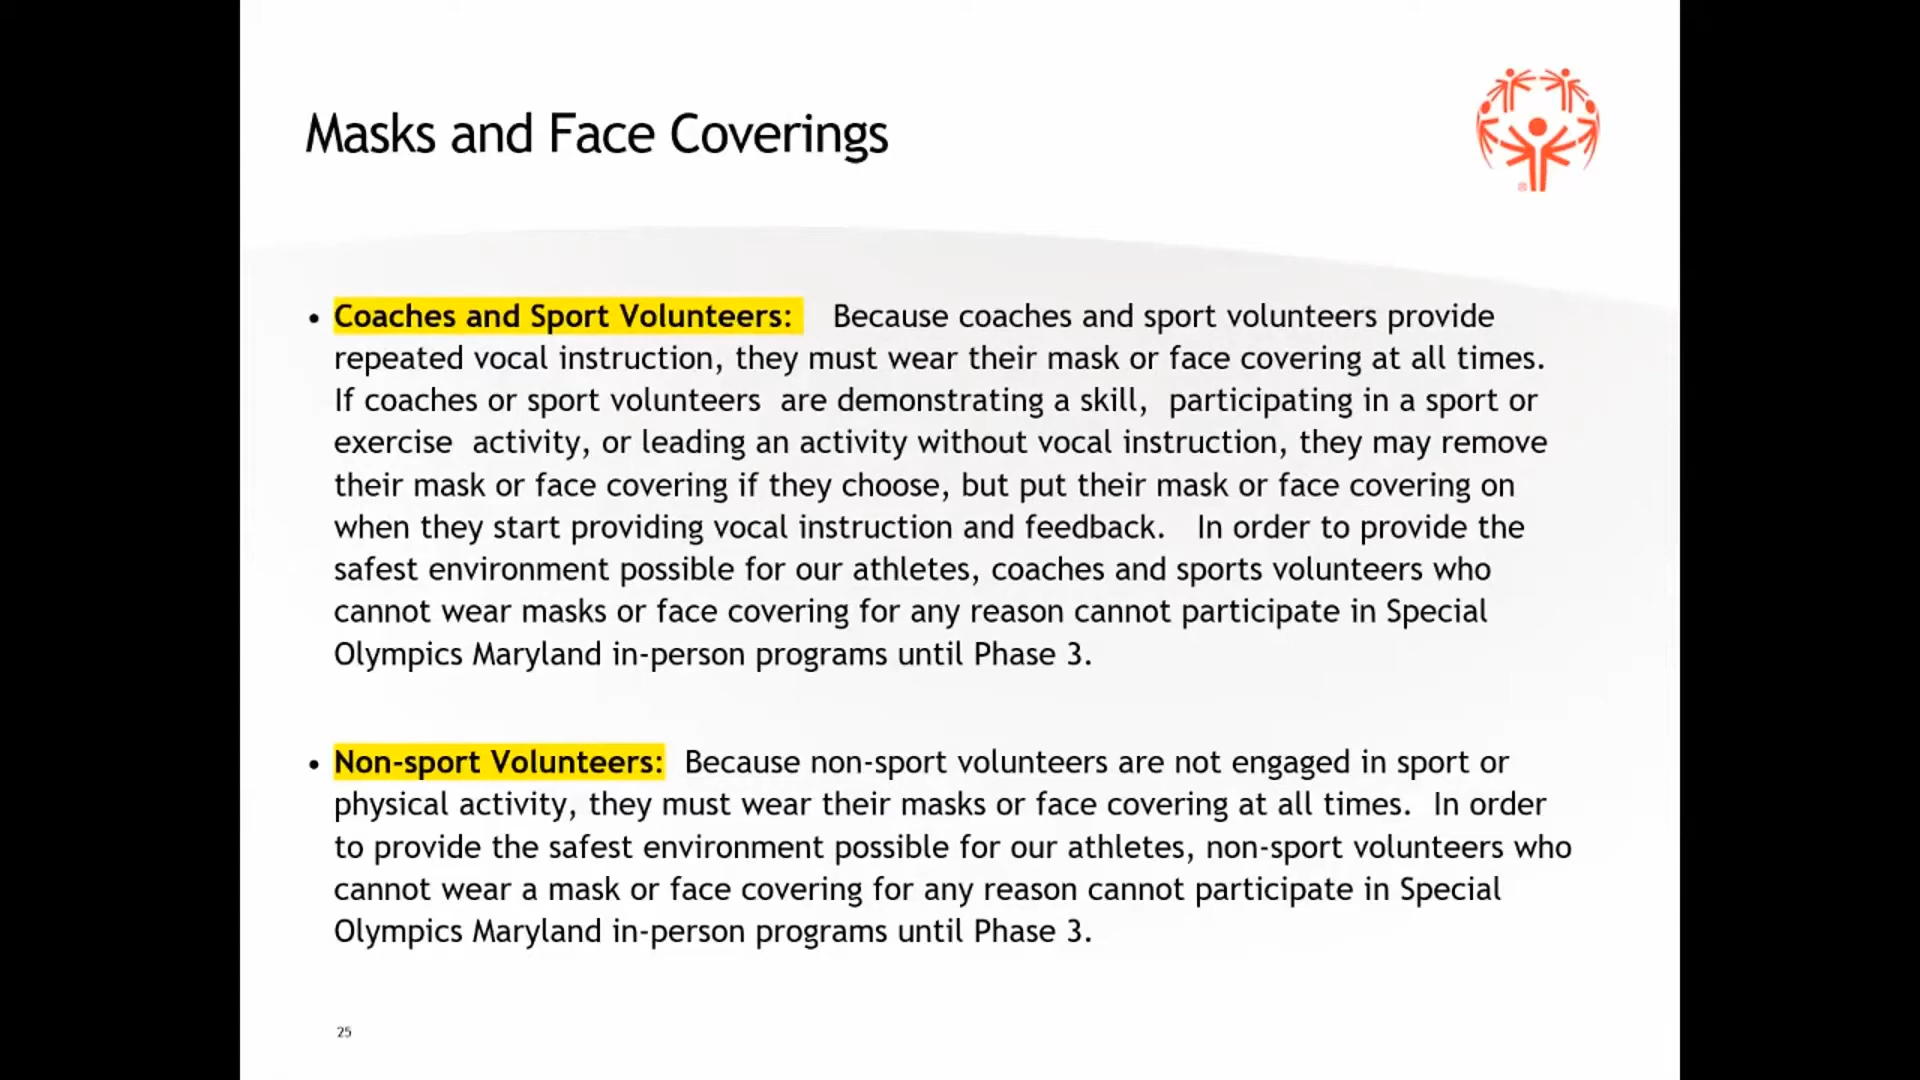 Masks and Face Coverings
• Coaches and Sport Volunteers: Because coaches and sport volunteers provide
repeated vocal instruction, they must wear their mask or face covering at all times.
If coaches or sport volunteers are demonstrating a skill, participating in a sport or
exercise activity, or leading an activity without vocal instruction, they may remove
their mask or face covering if they choose, but put their mask or face covering on
when they start providing vocal instruction and feedback. In order to provide the
safest environment possible for our athletes, coaches and sports volunteers who
cannot wear masks or face covering for any reason cannot participate in Special
Olympics Maryland in-person programs until Phase 3.
• Non-sport Volunteers: Because non-sport volunteers are not engaged in sport or
physical activity, they must wear their masks or face covering at all times. In order
to provide the safest environment possible for our athletes, non-sport volunteers who
cannot wear a mask or face covering for any reason cannot participate in Special
Olympics Maryland in-person programs until Phase 3.
25